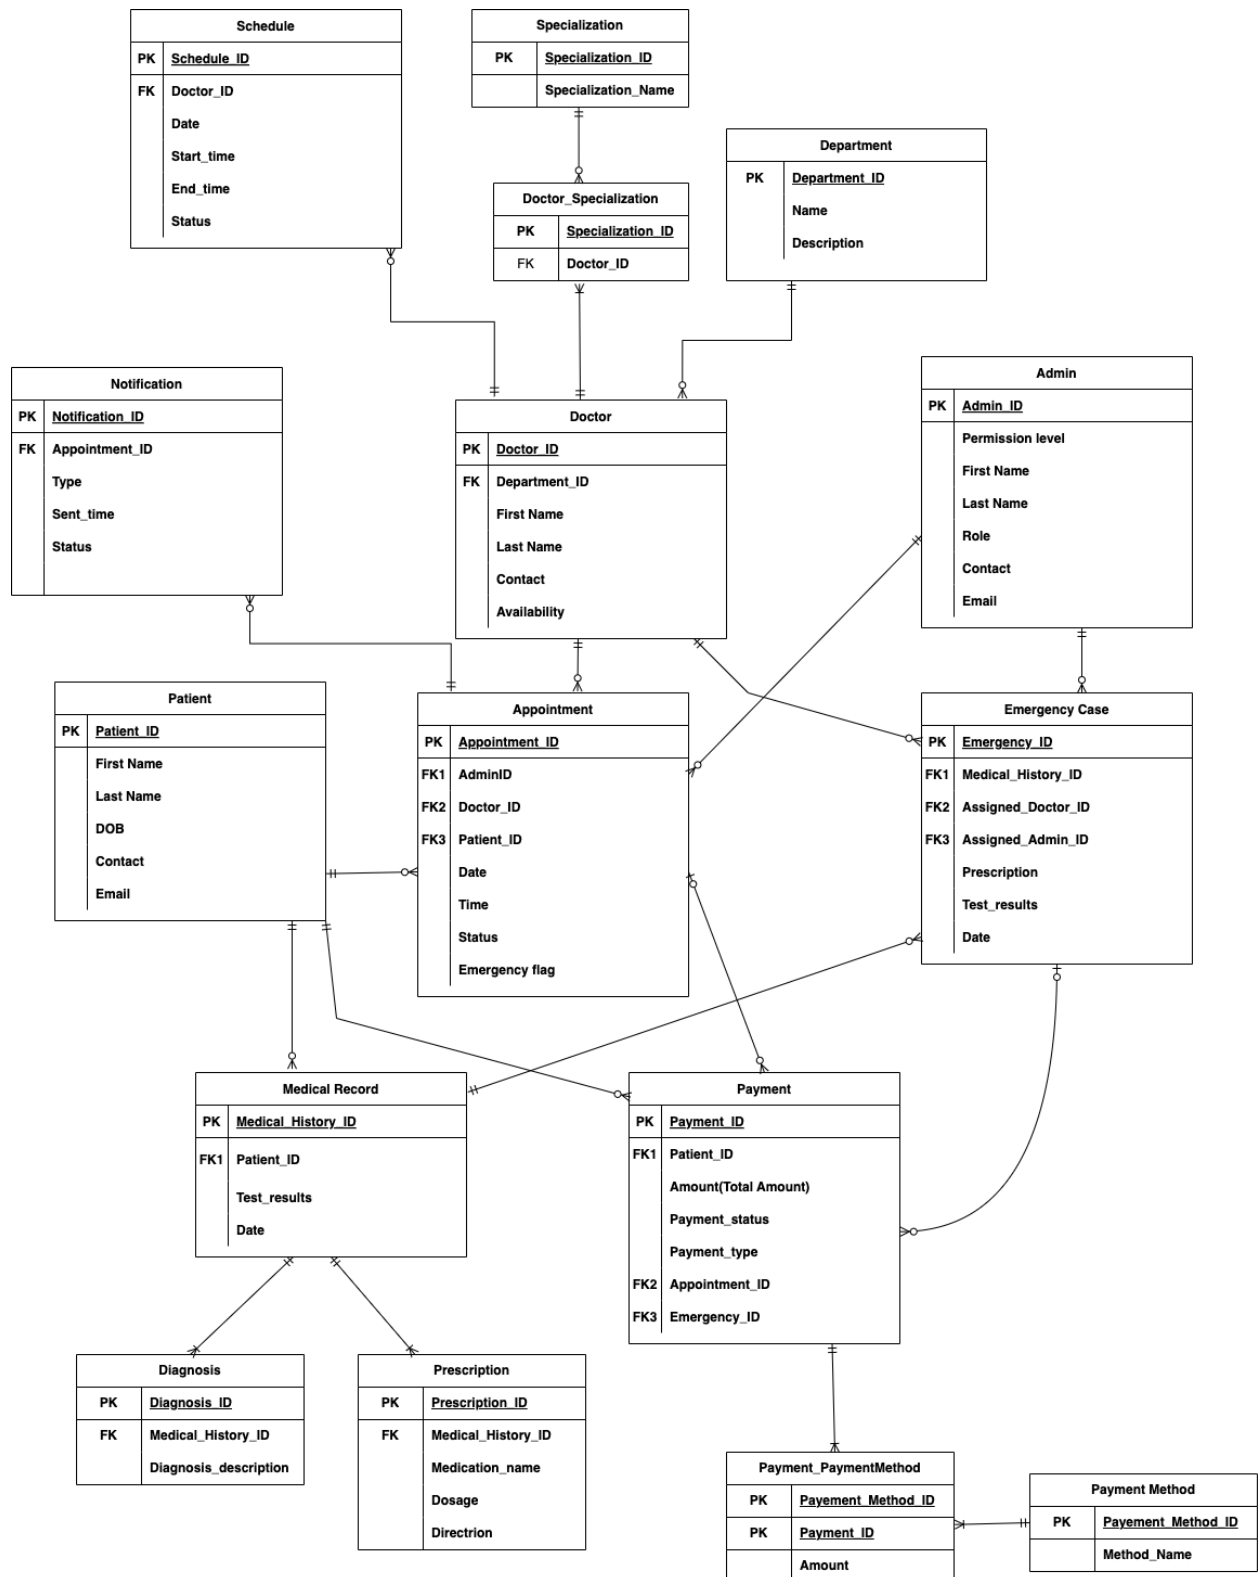 Schedule
PK Schedule_ID
FK Doctor_ID
Date
Start_time
End_time
Status
Specialization
PK Specialization_ID
Specialization_Name
Doctor_Specialization
PK Specialization_ID
FK Doctor_ID
Department
PK Department_ID
Name
Description
Notification
PK Notification_ID
FK Appointment_ID
Type
Sent_time
Status
Doctor
PK Doctor_ID
FK Department_ID
First Name
Last Name
Contact
Availability
Admin
PK Admin_ID
Permission level
First Name
Last Name
Role
Contact
Email
Patient
PK Patient_ID
First Name
Last Name
DOB
Contact
Email
Appointment
PK Appointment_ID
FK1 AdminID
FK2 Doctor_ID
FK3 Patient_ID
Date
Time
Status
Emergency flag
Emergency Case
PK Emergency_ID
FK1 Medical_History_ID
FK2 Assigned_Doctor_ID
FK3 Assigned_Admin_ID
Prescription
Test_results
Date
Medical Record
PK Medical_History_ID
FK1 Patient_ID
Test_results
Date
Payment
PK Payment_ID
FK1 Patient_ID
Amount(Total Amount)
Payment_status
Payment_type
FK2 Appointment_ID
FK3 Emergency_ID
Diagnosis
PK Diagnosis_ID
FK Medical_History_ID
Diagnosis_description
Prescription
PK Prescription_ID
FK Medical_History_ID
Medication_name
Dosage
Directrion
Payment_PaymentMethod
PK Payement_Method_ID
PK Payment_ID
Amount
Payment Method
PK Payement_Method_ID
Method_Name